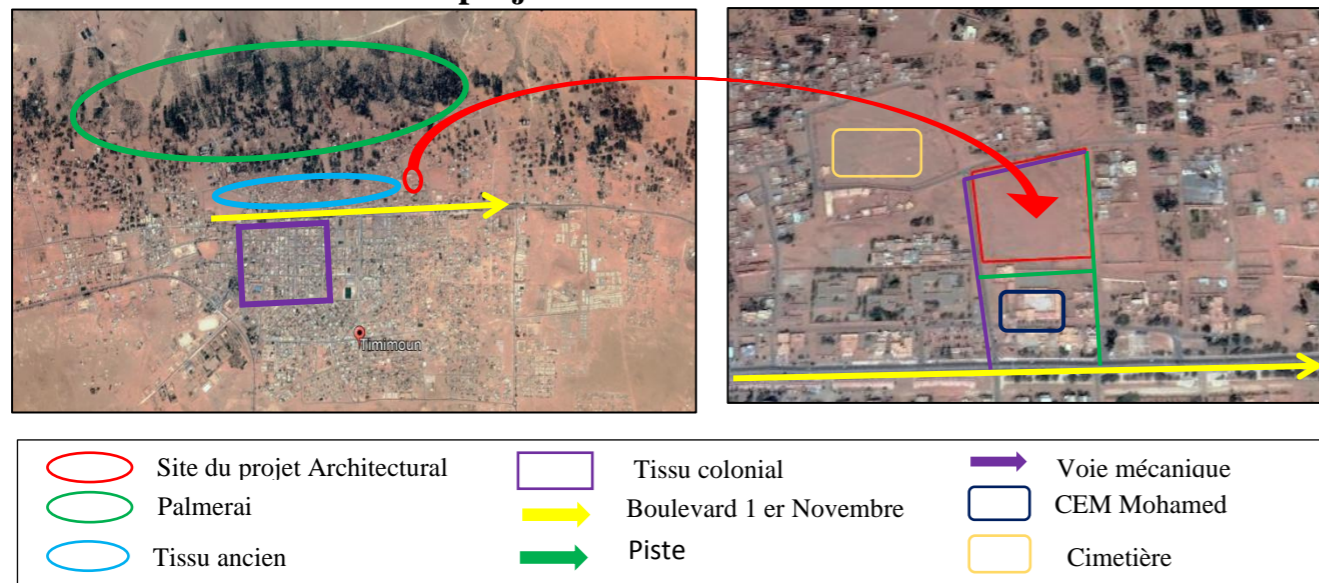 Timimoun
Site du projet Architectural
Palmerai
Tissu ancien
Tissu colonial
Boulevard 1 er Novembre
Piste
Voie mécanique
CEM Mohamed
Cimetière